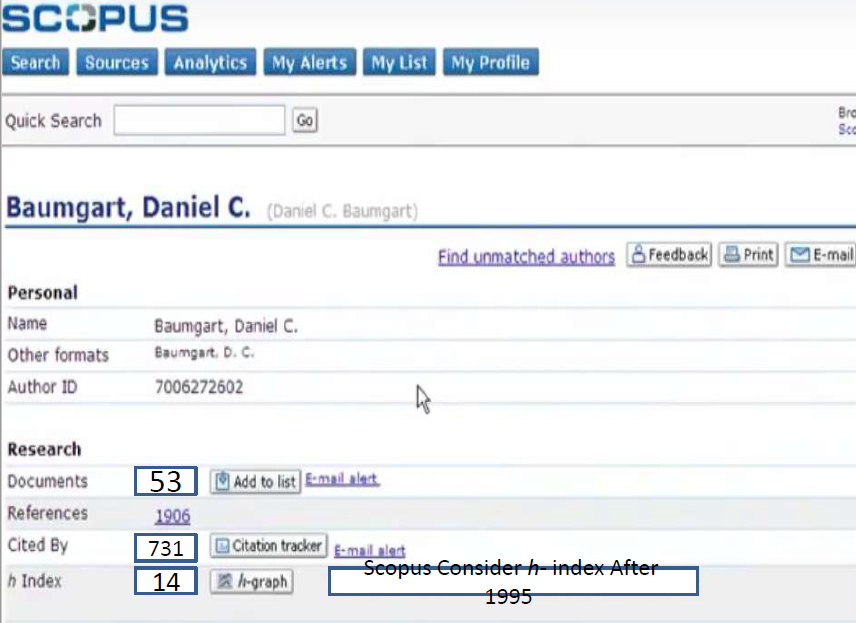 SCOPUS
Search Sources Analytics My Alerts My List My Profile
Quick Search Go
Bro
Sco
Baumgart, Daniel C. (Daniel C. Baumgart)
Find unmatched authors Feedback Print E-mail
Personal
Name Baumgart, Daniel C.
Other formats Baumgart, D. C.
Author ID 7006272602
Research
Documents 53 Add to list E-mail alert
References 1906
Cited By 731 Citation tracker E-mail alert
h Index 14 h-graph
Scopus Consider h- index After
1995